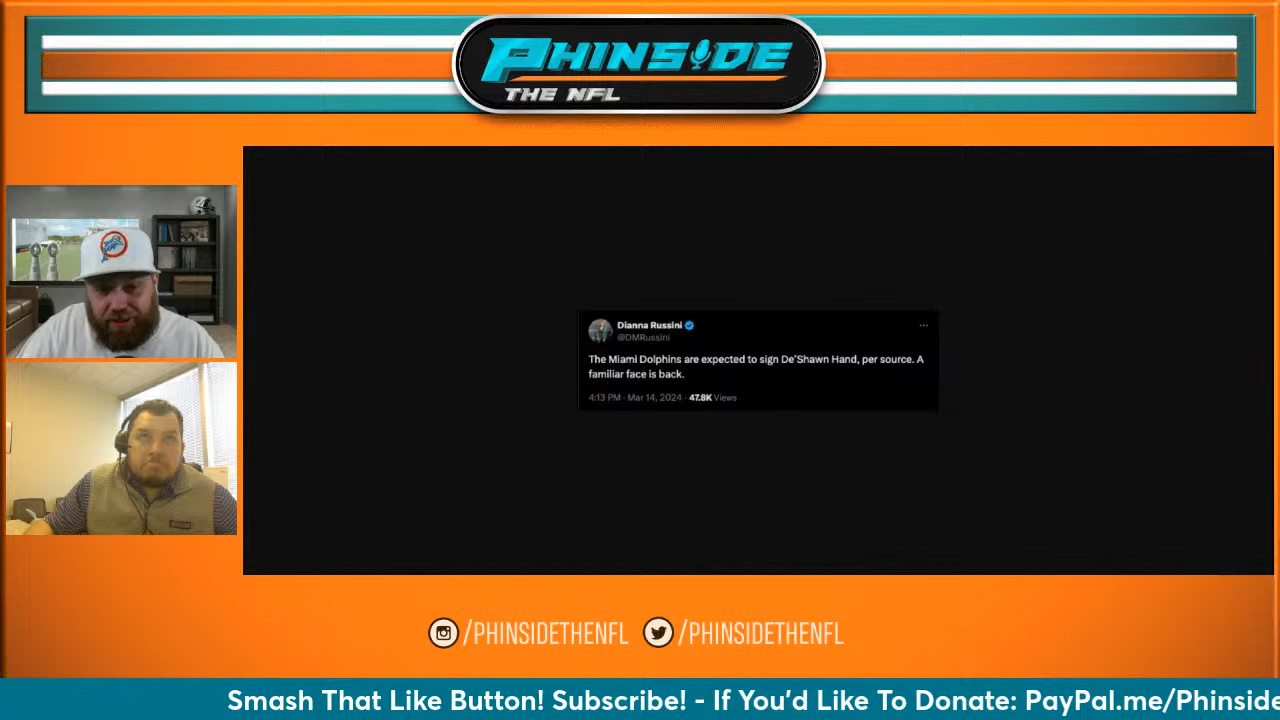 PHINSIDE
THE NFL
Dianna Russini
@DMRussini
The Miami Dolphins are expected to sign De'Shawn Hand, per source. A
familiar face is back.
4:13 PM · Mar 14, 2024 · 47.8K Views
/PHINSIDETHENFL /PHINSIDETHENFL
Smash That Like Button! Subscribe! - If You'd Like To Donate: PayPal.me/Phinside